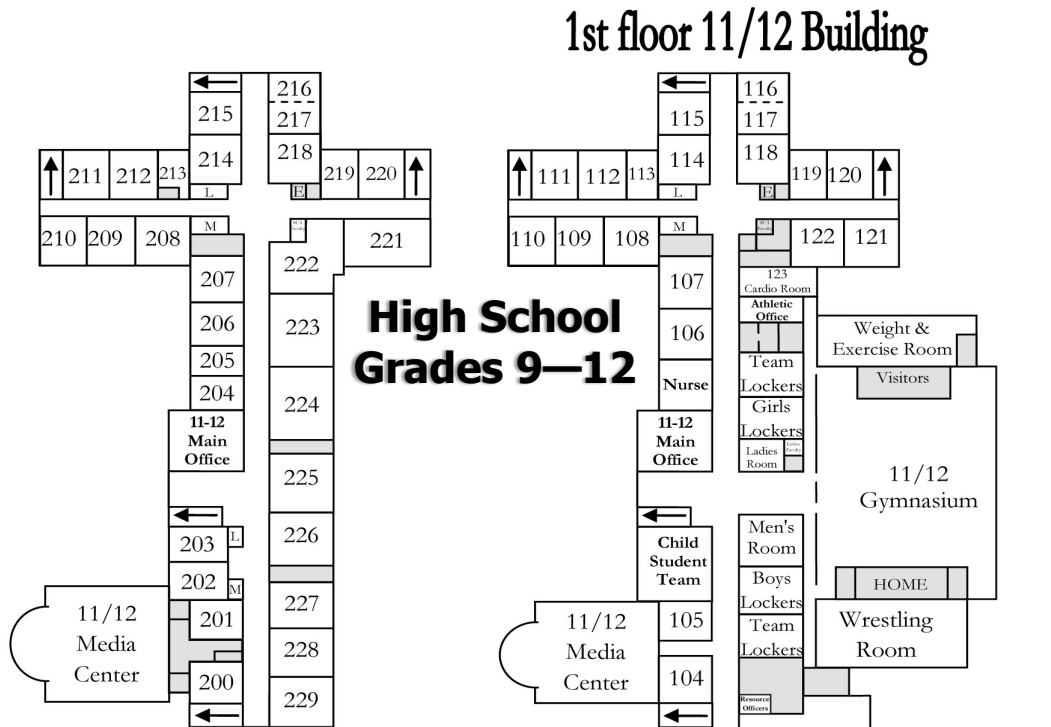 1st floor 11/12 Building
216
215
217
214
218
211
212
213
219
220
L
E
210
209
208
M
221
222
207
223
206
205
204
224
11-12
Main
Office
225
203
L
226
202
M
227
11/12
Media
Center
201
228
200
229
High School
Grades 9—12
116
115
117
114
118
111
112
113
119
120
L
E
110
109
108
M
122
121
107
123
Cardio Room
Athletic
Office
106
Weight &
Exercise Room
Team
Lockers
Visitors
Nurse
Girls
Lockers
11-12
Main
Office
Ladies
Room
11/12
Gymnasium
Men's
Room
Child
Student
Team
Boys
Lockers
HOME
105
Team
Lockers
Wrestling
Room
11/12
Media
Center
104
Resource
Officers